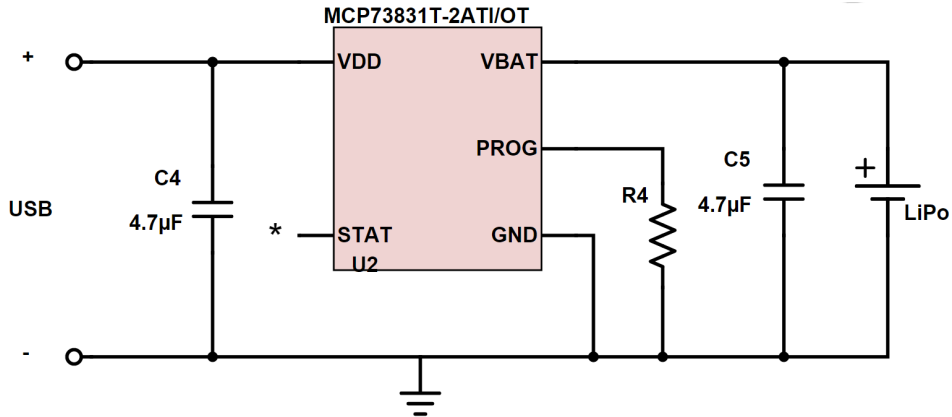 MCP73831T-2ATI/OT
+
VDD
VBAT
PROG
C5
C4
+
R4
4.7µF
USB
4.7µF
LiPo
*
STAT
GND
U2
-